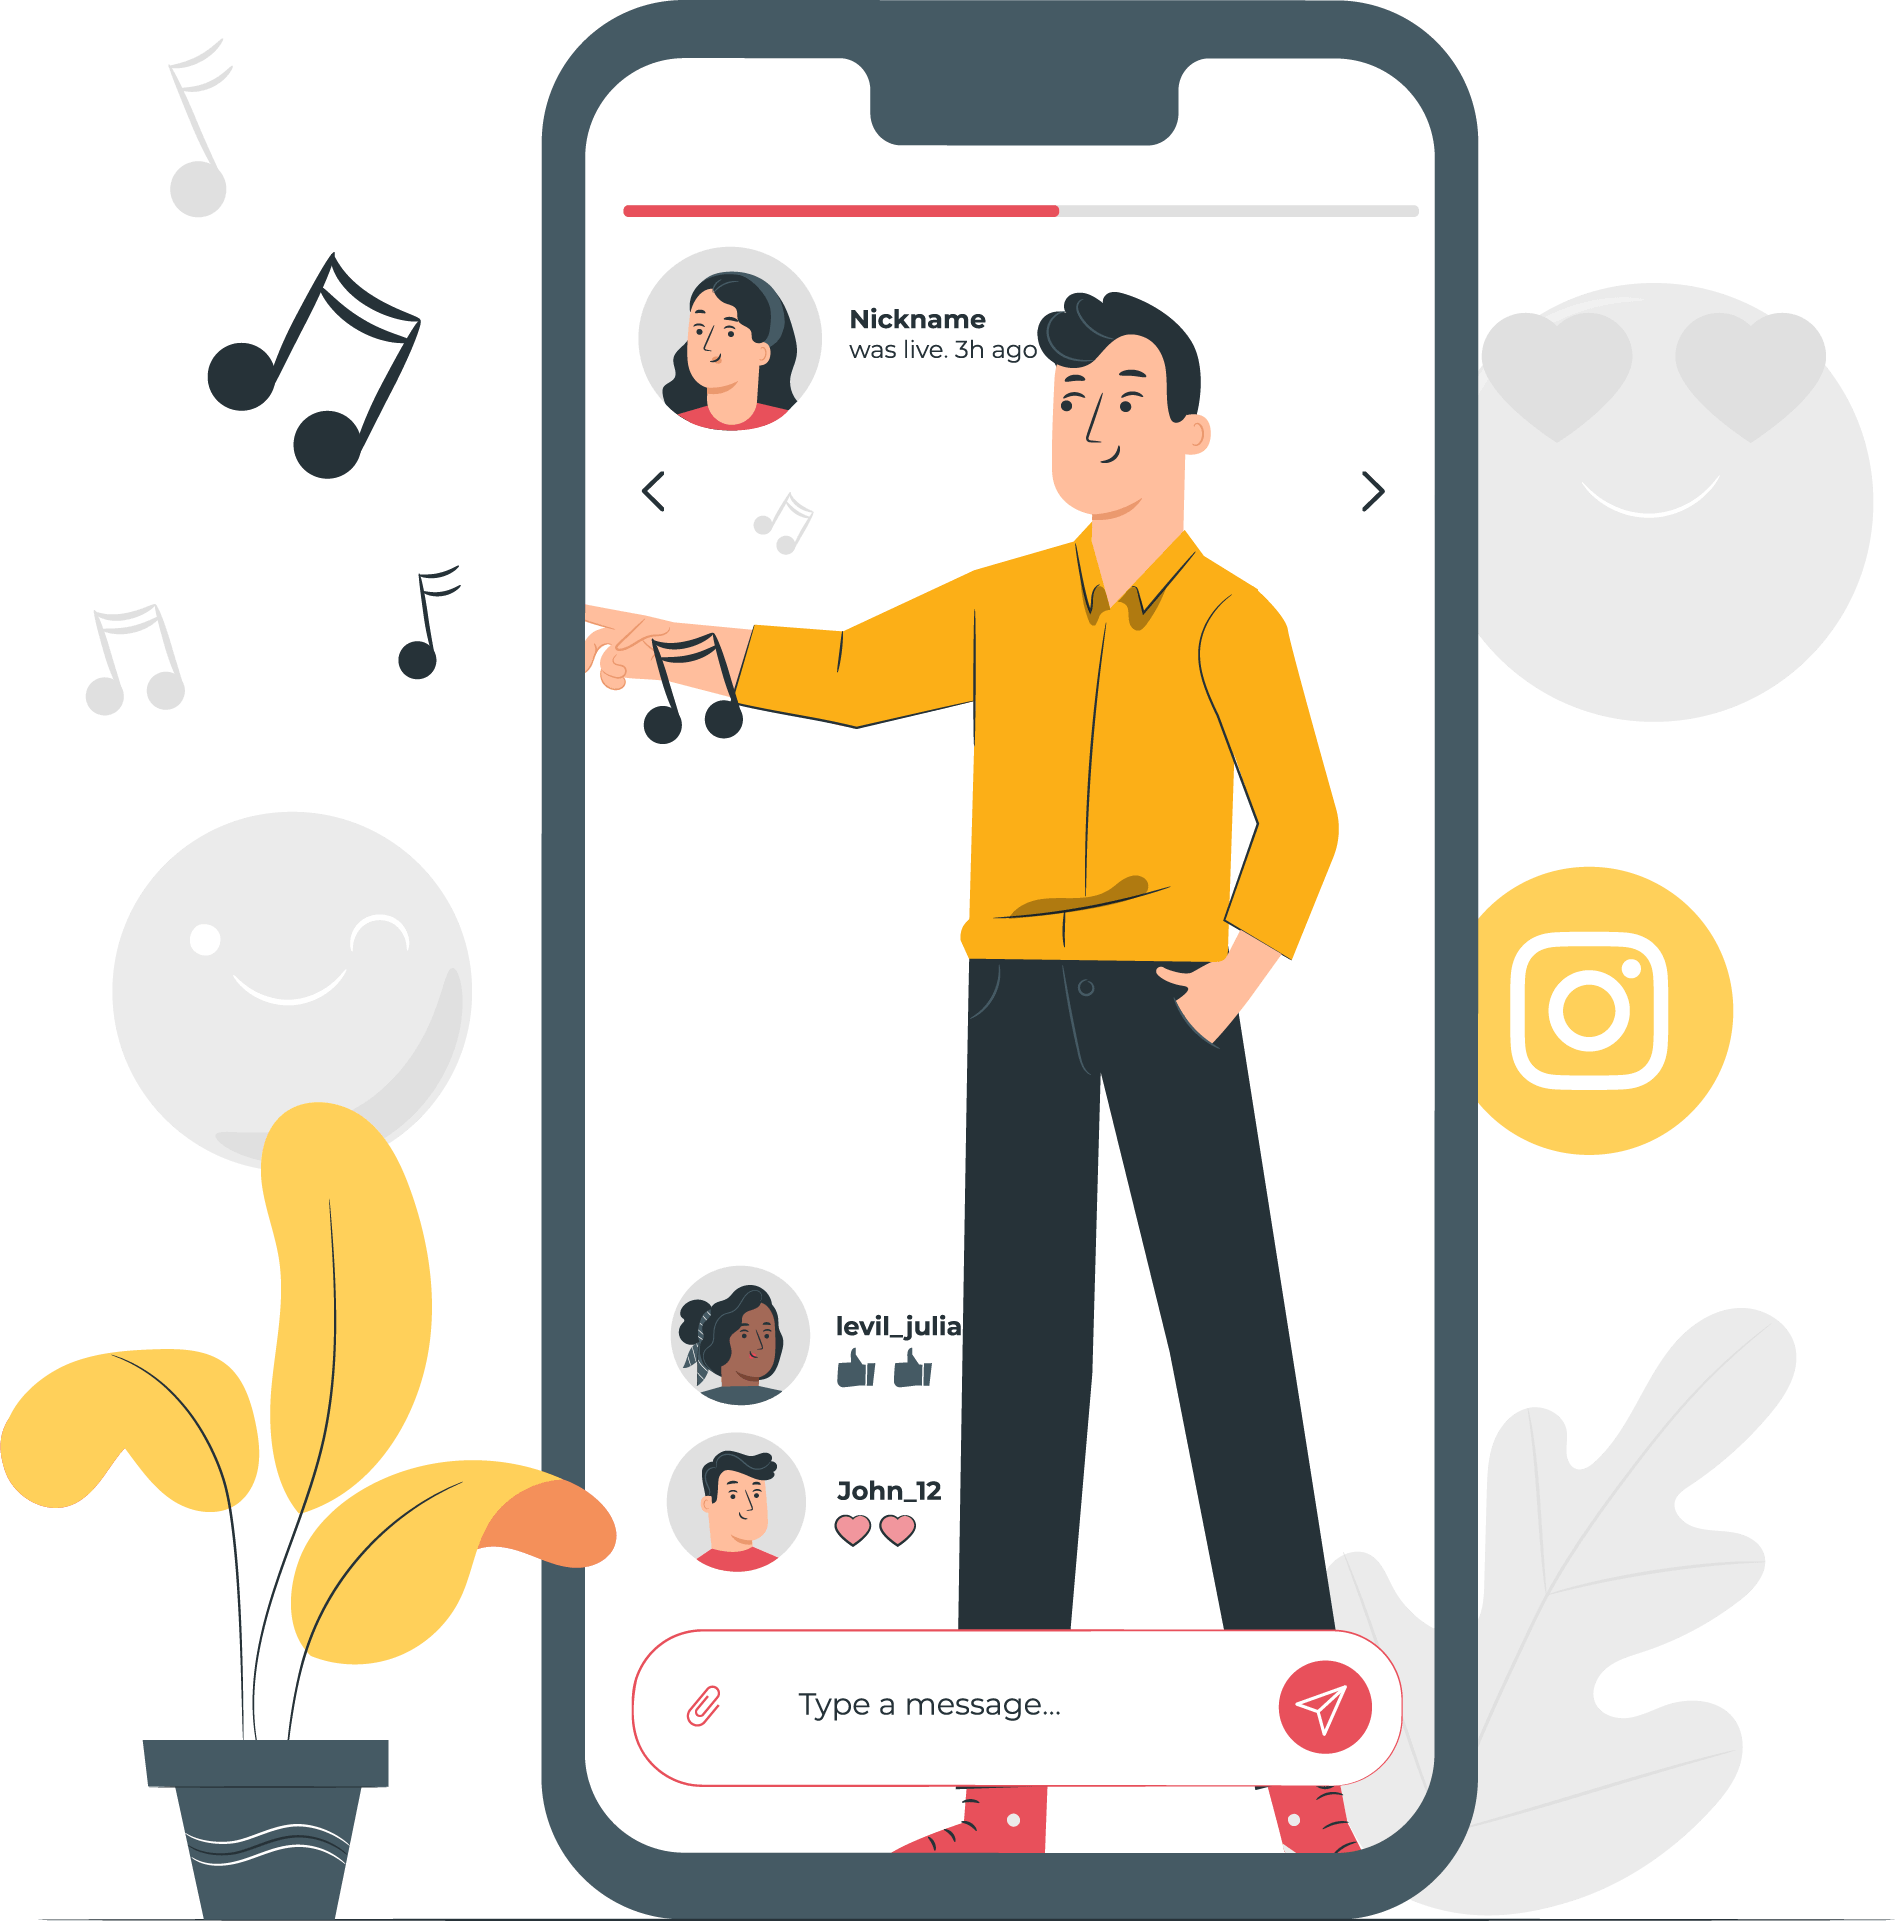 Nickname
was live. 3h ago
levil_julia
John_12
Type a message...